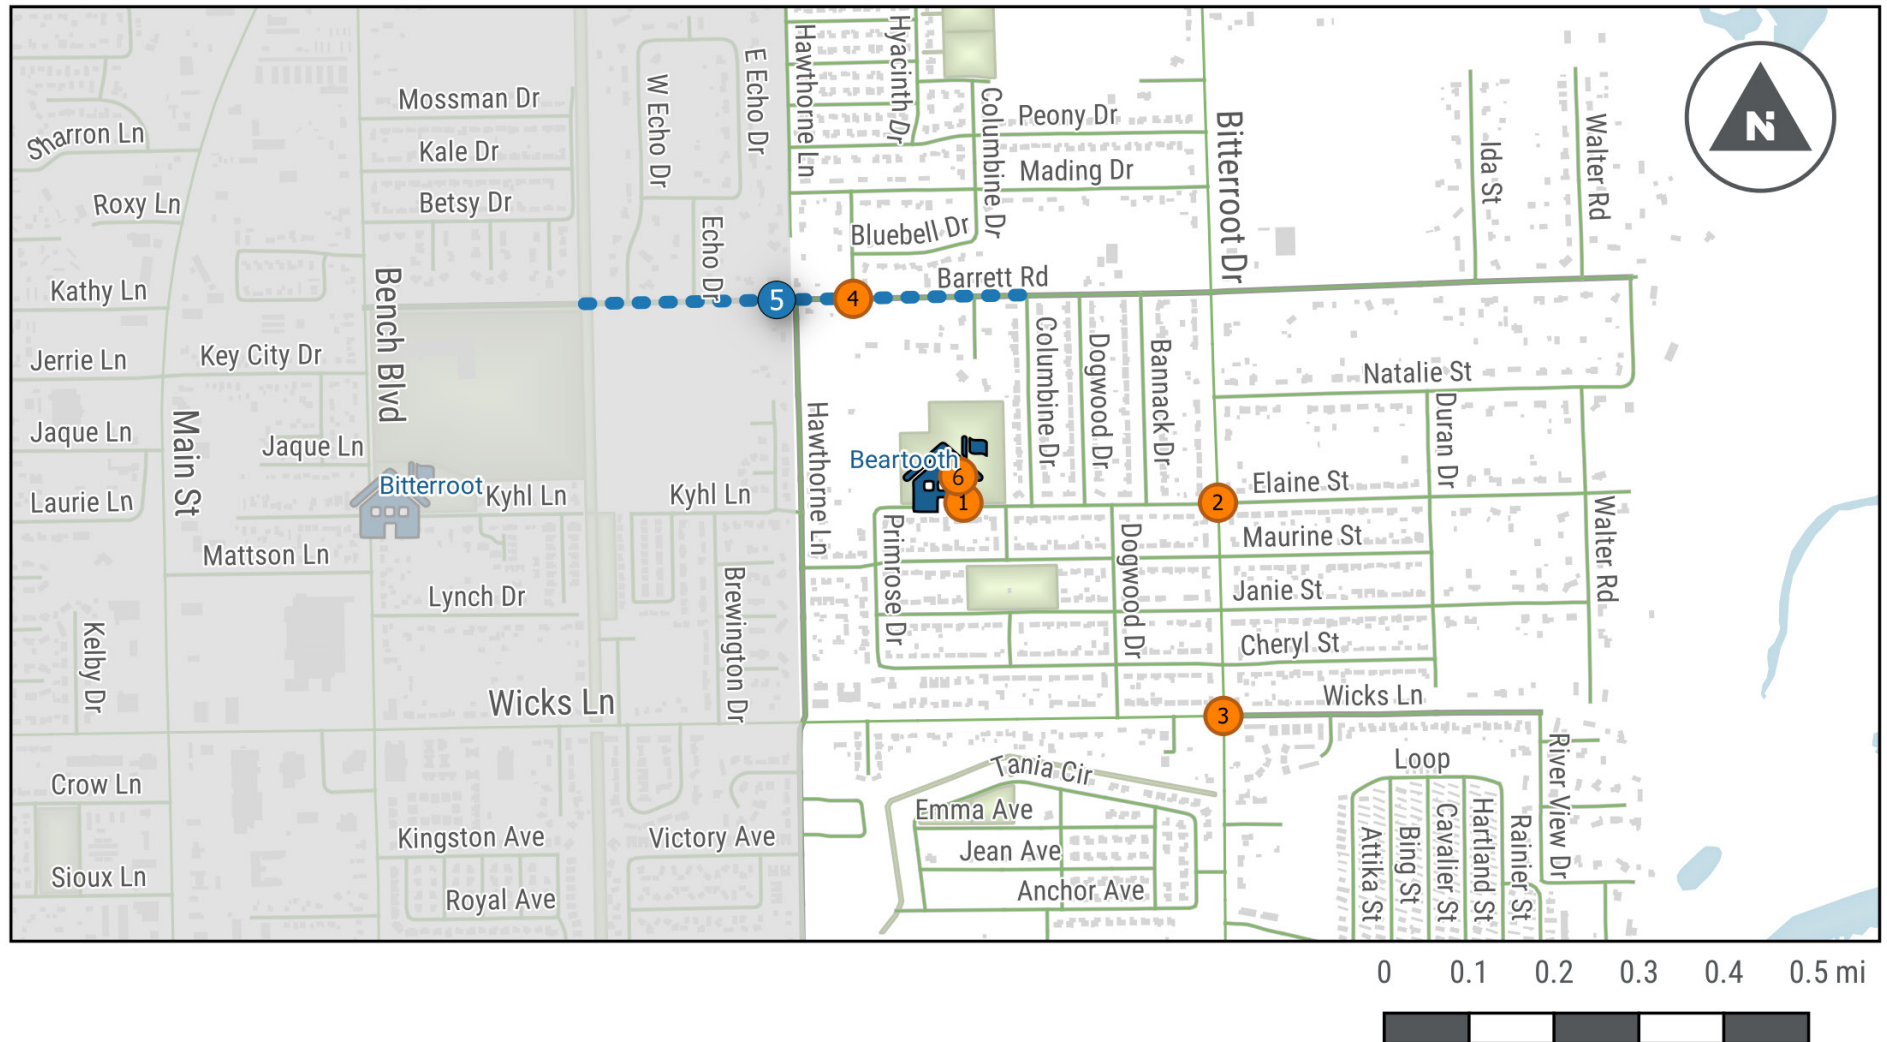 Hawthorne Ln
Hyacinth Dr
E Echo Dr
W Echo Dr
Mossman Dr
Columbine Dr
Peony Dr
Bitterroot Dr
N
Sharron Ln
Kale Dr
Ida St
Walter Rd
Mading Dr
Roxy Ln
Betsy Dr
Echo Dr
Bluebell Dr
Bench Blvd
Kathy Ln
Barrett Rd
5
4
Jerrie Ln
Key City Dr
Columbine Dr
Dogwood Dr
Bannack Dr
Natalie St
Duran Dr
Main St
Hawthorne Ln
Jaque Ln
Jaque Ln
Beartooth
6
1
2
Elaine St
Bitterroot
Kyhl Ln
Kyhl Ln
Laurie Ln
Walter Rd
Primrose Dr
Dogwood Dr
Maurine St
Mattson Ln
Brewington Dr
Lynch Dr
Janie St
Kelby Dr
Cheryl St
Wicks Ln
Wicks Ln
3
River View Dr
Loop
Tania Cir
Crow Ln
Emma Ave
Kingston Ave
Victory Ave
Attika St
Bing St
Cavalier St
Hartland St
Rainier St
Jean Ave
Sioux Ln
Anchor Ave
Royal Ave
0 0.1 0.2 0.3 0.4 0.5 mi